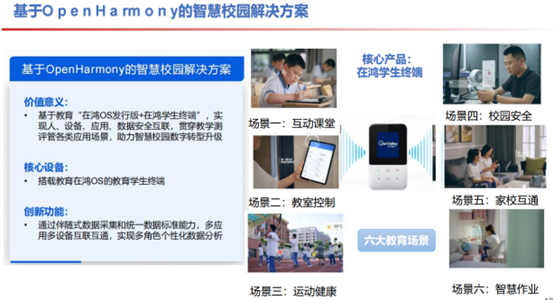 基于OpenHarmony的智慧校园解决方案
基于OpenHarmony的智慧校园解决方案
价值意义：
• 基于教育“在鸿OS发行版+在鸿学生终端”，实
现人、设备、应用、数据安全互联，贯穿教学测
评管各类应用场景，助力智慧校园数字转型升级
核心设备：
• 搭载教育在鸿OS的教育学生终端
创新功能：
• 通过伴随式数据采集和统一数据标准能力，多应
用多设备互联互通，实现多角色个性化数据分析
场景一：互动课堂
场景二：教室控制
场景三：运动健康
核心产品：
在鸿学生终端
六大教育场景
场景四：校园安全
场景五：家校互通
场景六：智慧作业